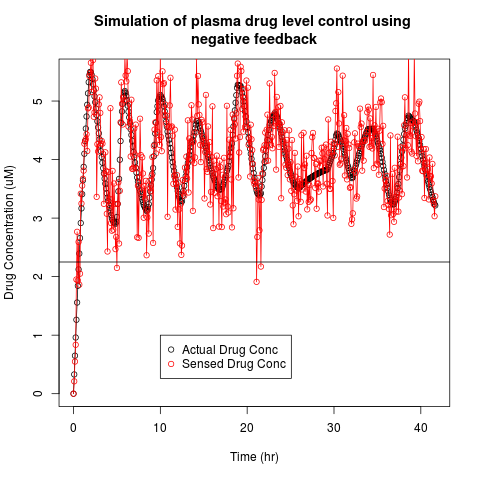 Simulation of plasma drug level control using
negative feedback
Drug Concentration (uM)
5
4
3
2
1
0
Actual Drug Conc
Sensed Drug Conc
0 10 20 30 40
Time (hr)